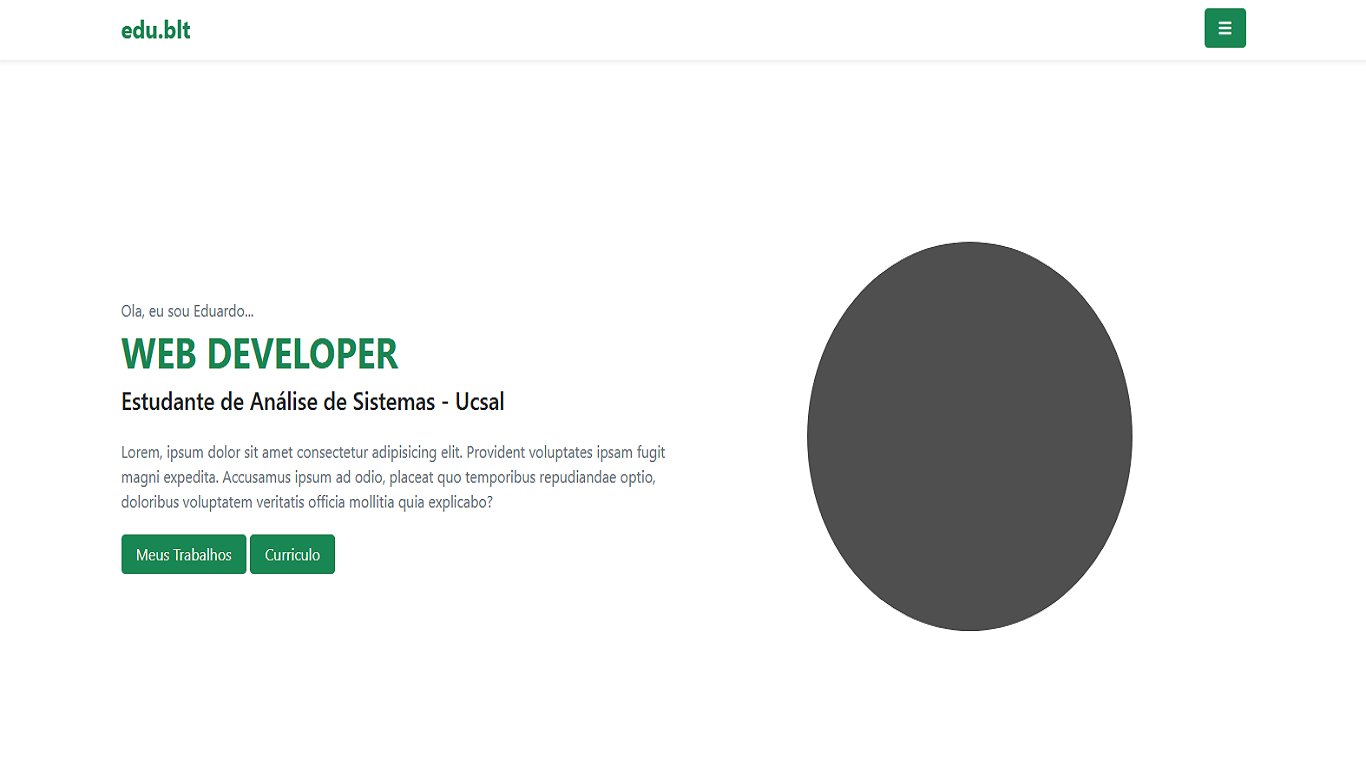 edu.blt
Ola, eu sou Eduardo...
WEB DEVELOPER
Estudante de Análise de Sistemas - Ucsal
Lorem, ipsum dolor sit amet consectetur adipisicing elit. Provident voluptates ipsam fugit
magni expedita. Accusamus ipsum ad odio, placeat quo temporibus repudiandae optio,
doloribus voluptatem veritatis officia mollitia quia explicabo?
Meus Trabalhos Curriculo